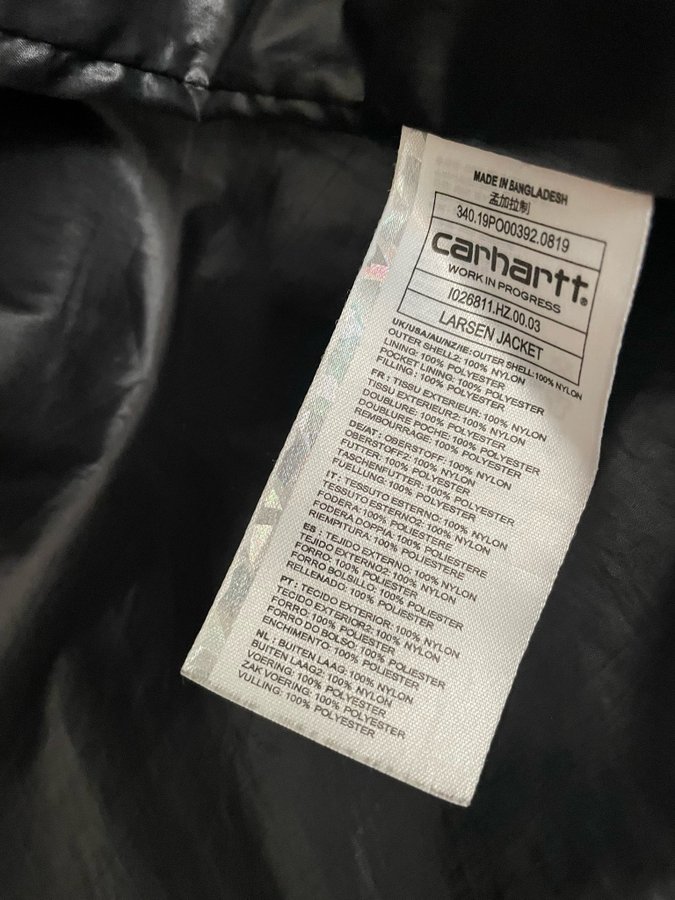 MADE IN BANGLADESH
孟加拉制
340.19PO00392.0819
carhartt®
WORK IN PROGRESS
I026811.HZ.00.03
LARSEN JACKET
UK/USA/AU/NZ/IE: OUTER SHELL: 100% NYLON
OUTER SHELL2: 100% NYLON
LINING: 100% POLYESTER
POCKET LINING: 100% POLYESTER
FILLING : 100% POLYESTER
FR : TISSU EXTERIEUR: 100% NYLON
TISSU EXTERIEUR2: 100% NYLON
DOUBLURE: 100% POLYESTER
DOUBLURE POCHE: 100% POLYESTER
REMBOURRAGE: 100% POLYESTER
DE/AT : OBERSTOFF: 100% NYLON
OBERSTOFF2: 100% NYLON
FUTTER: 100% POLYESTER
TASCHENFUTTER: 100% POLYESTER
FUELLUNG: 100% POLYESTER
IT : TESSUTO ESTERNO: 100% NYLON
TESSUTO ESTERNO2: 100% NYLON
FODERA: 100% POLIESTERE
FODERA DOPPIA: 100% POLIESTERE
RIEMPITURA: 100% POLIESTERE
ES : TEJIDO EXTERNO: 100% NYLON
TEJIDO EXTERNO2: 100% NYLON
FORRO: 100% POLIESTER
FORRO BOLSILLO: 100% POLIESTER
RELLENADO: 100% POLIESTER
PT : TECIDO EXTERIOR: 100% NYLON
TECIDO EXTERIOR2: 100% NYLON
FORRO: 100% POLIESTER
FORRO DO BOLSO: 100% POLIESTER
ENCHIMENTO: 100% POLIESTER
NL : BUITEN LAAG: 100% NYLON
BUITEN LAAG2: 100% NYLON
VOERING: 100% POLYESTER
ZAK VOERING: 100% POLYESTER
VULLING: 100% POLYESTER